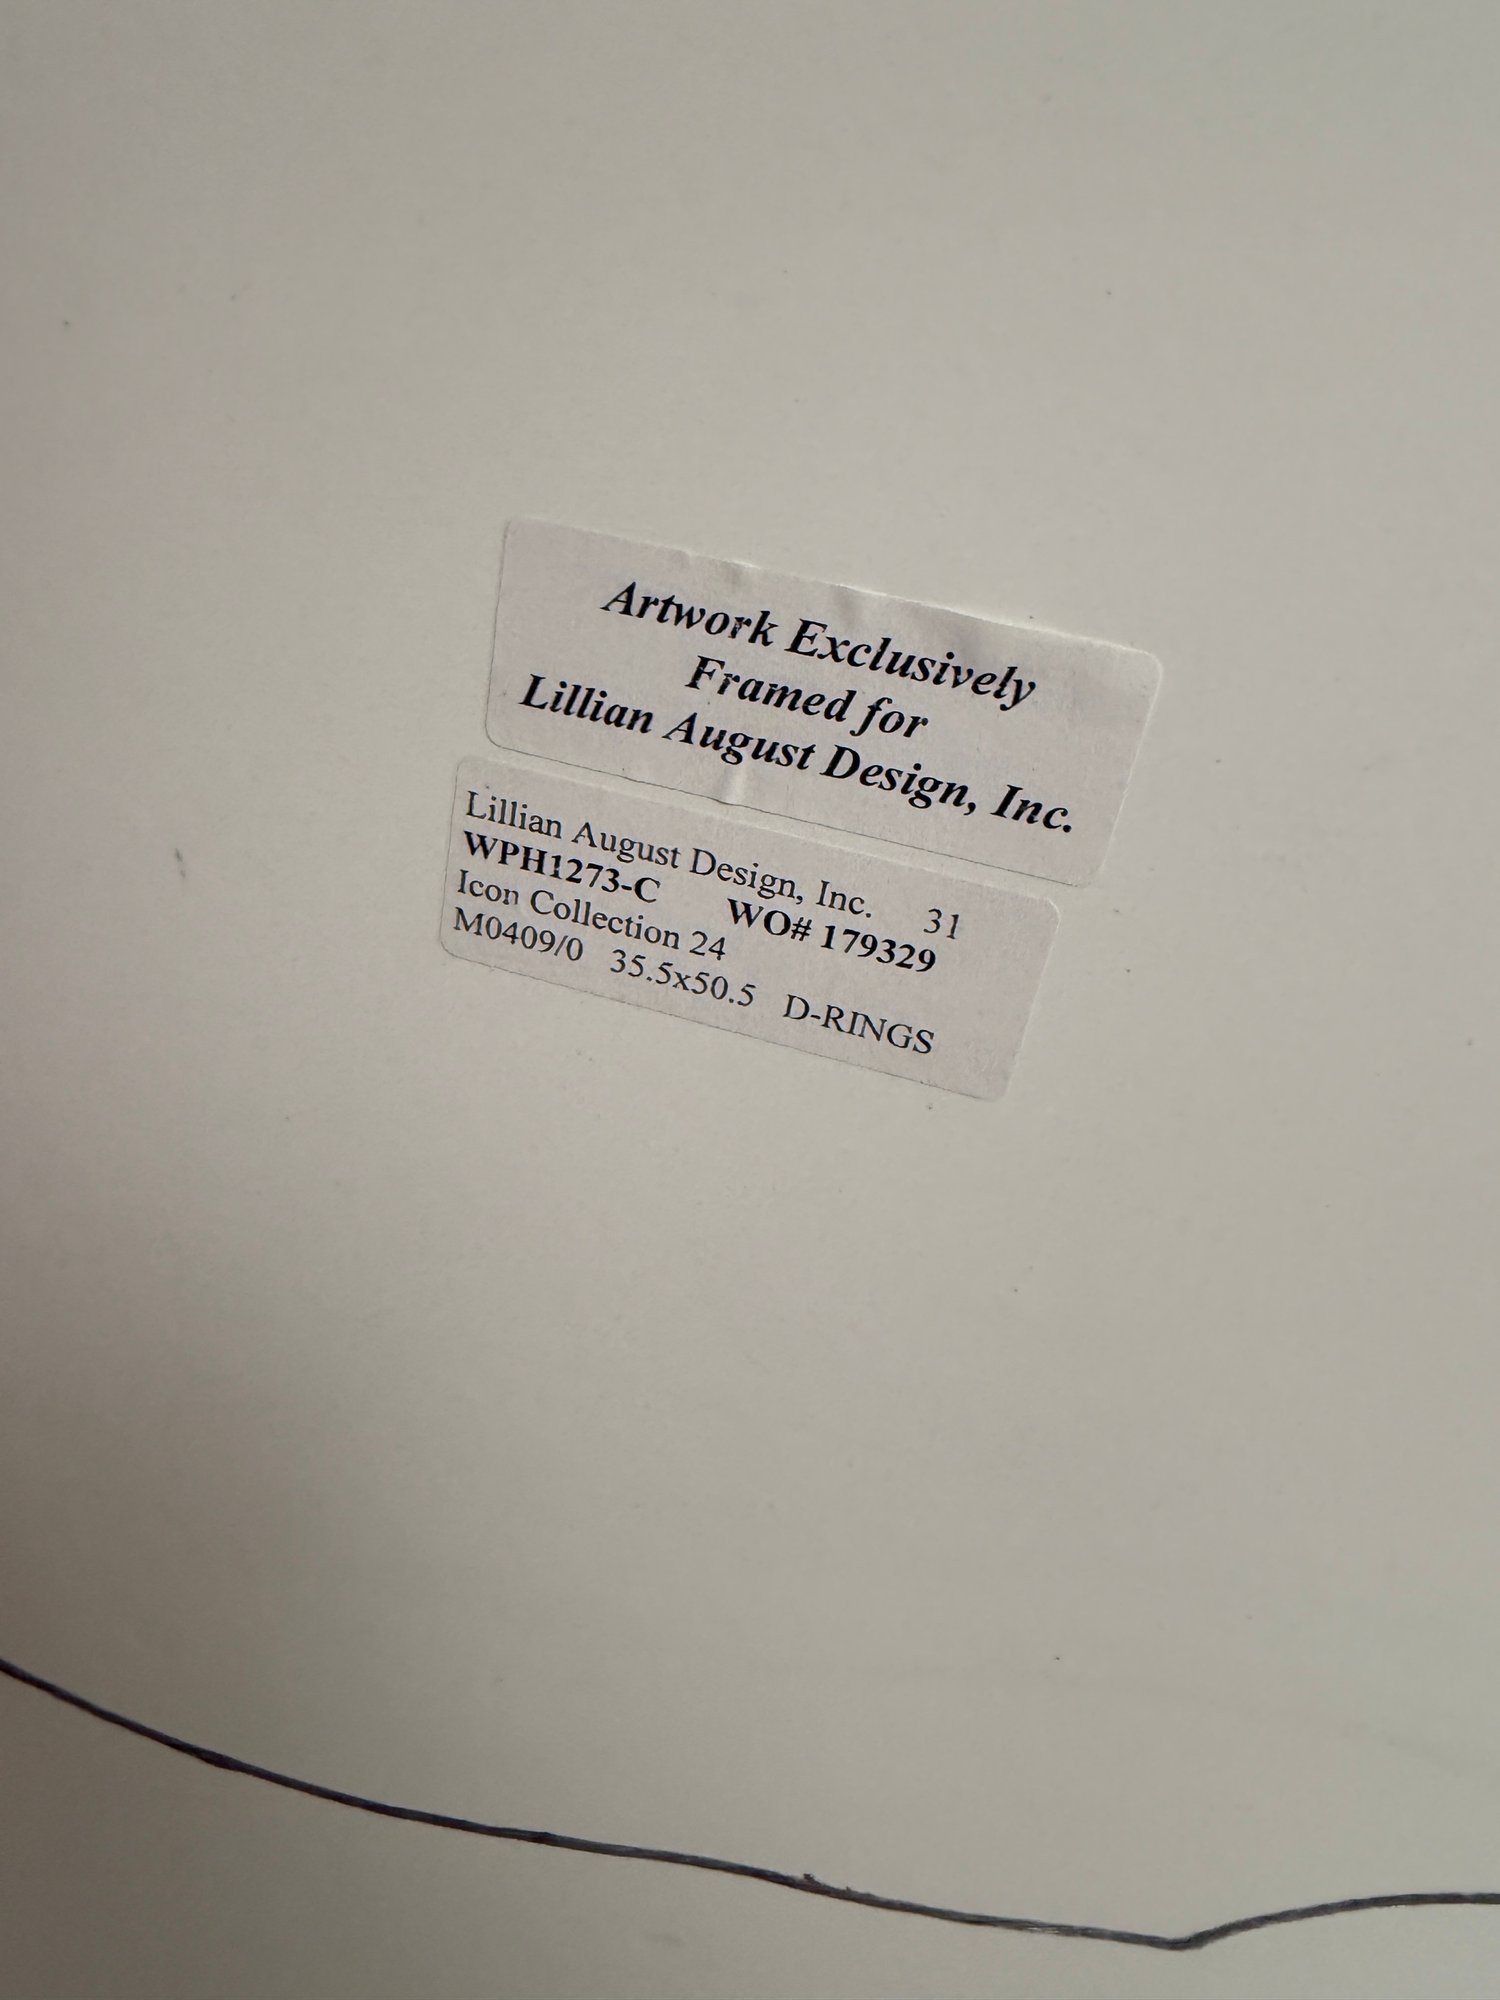 Artwork Exclusively
Framed for
Lillian August Design, Inc.
Lillian August Design, Inc. 31
WPH1273-C WO# 179329
Icon Collection 24
M0409/0 35.5x50.5 D-RINGS